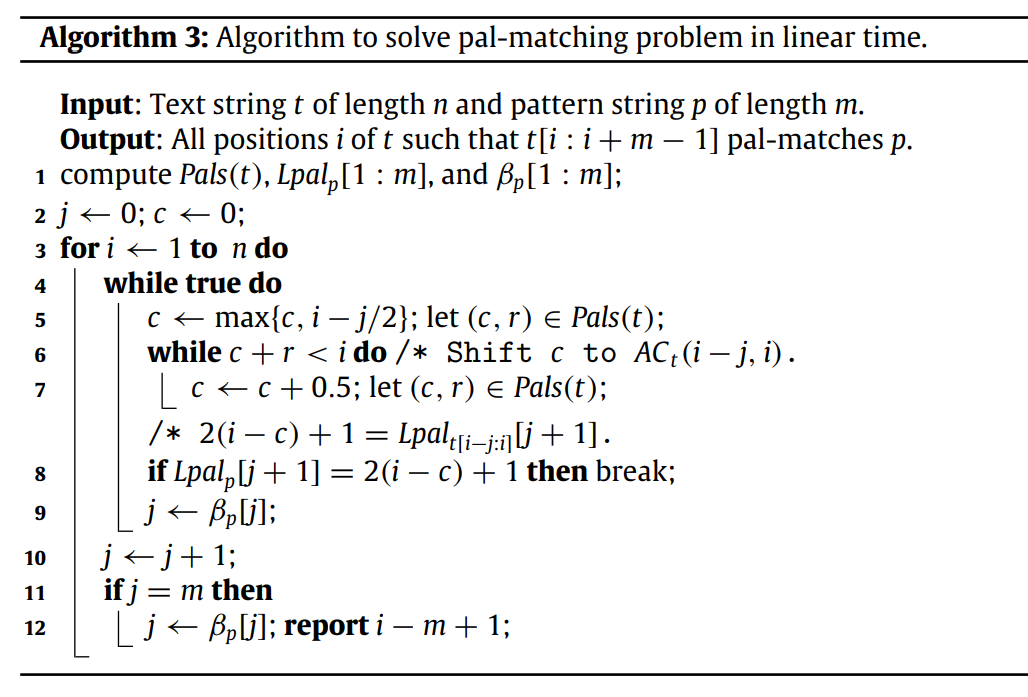 Algorithm 3: Algorithm to solve pal-matching problem in linear time.
Input: Text string t of length n and pattern string p of length m.
Output: All positions i of t such that t[i : i + m − 1] pal-matches p.
1 compute Pals(t), Lpal_p[1 : m], and β_p[1 : m];
2 j ← 0; c ← 0;
3 for i ← 1 to n do
4 while true do
5 c ← max{c, i − j/2}; let (c, r) ∈ Pals(t);
6 while c + r < i do /* Shift c to AC_t(i − j, i).
7 c ← c + 0.5; let (c, r) ∈ Pals(t);
/* 2(i − c) + 1 = Lpal_{t[i−j:i]}[j + 1].
8 if Lpal_p[j + 1] = 2(i − c) + 1 then break;
9 j ← β_p[j];
10 j ← j + 1;
11 if j = m then
12 j ← β_p[j]; report i − m + 1;